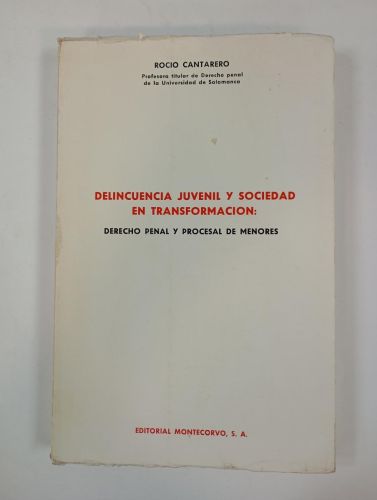 ROCIO CANTARERO
Profesora titular de Derecho penal
de la Universidad de Salamanca
DELINCUENCIA JUVENIL Y SOCIEDAD
EN TRANSFORMACION:
DERECHO PENAL Y PROCESAL DE MENORES
EDITORIAL MONTECORVO, S. A.